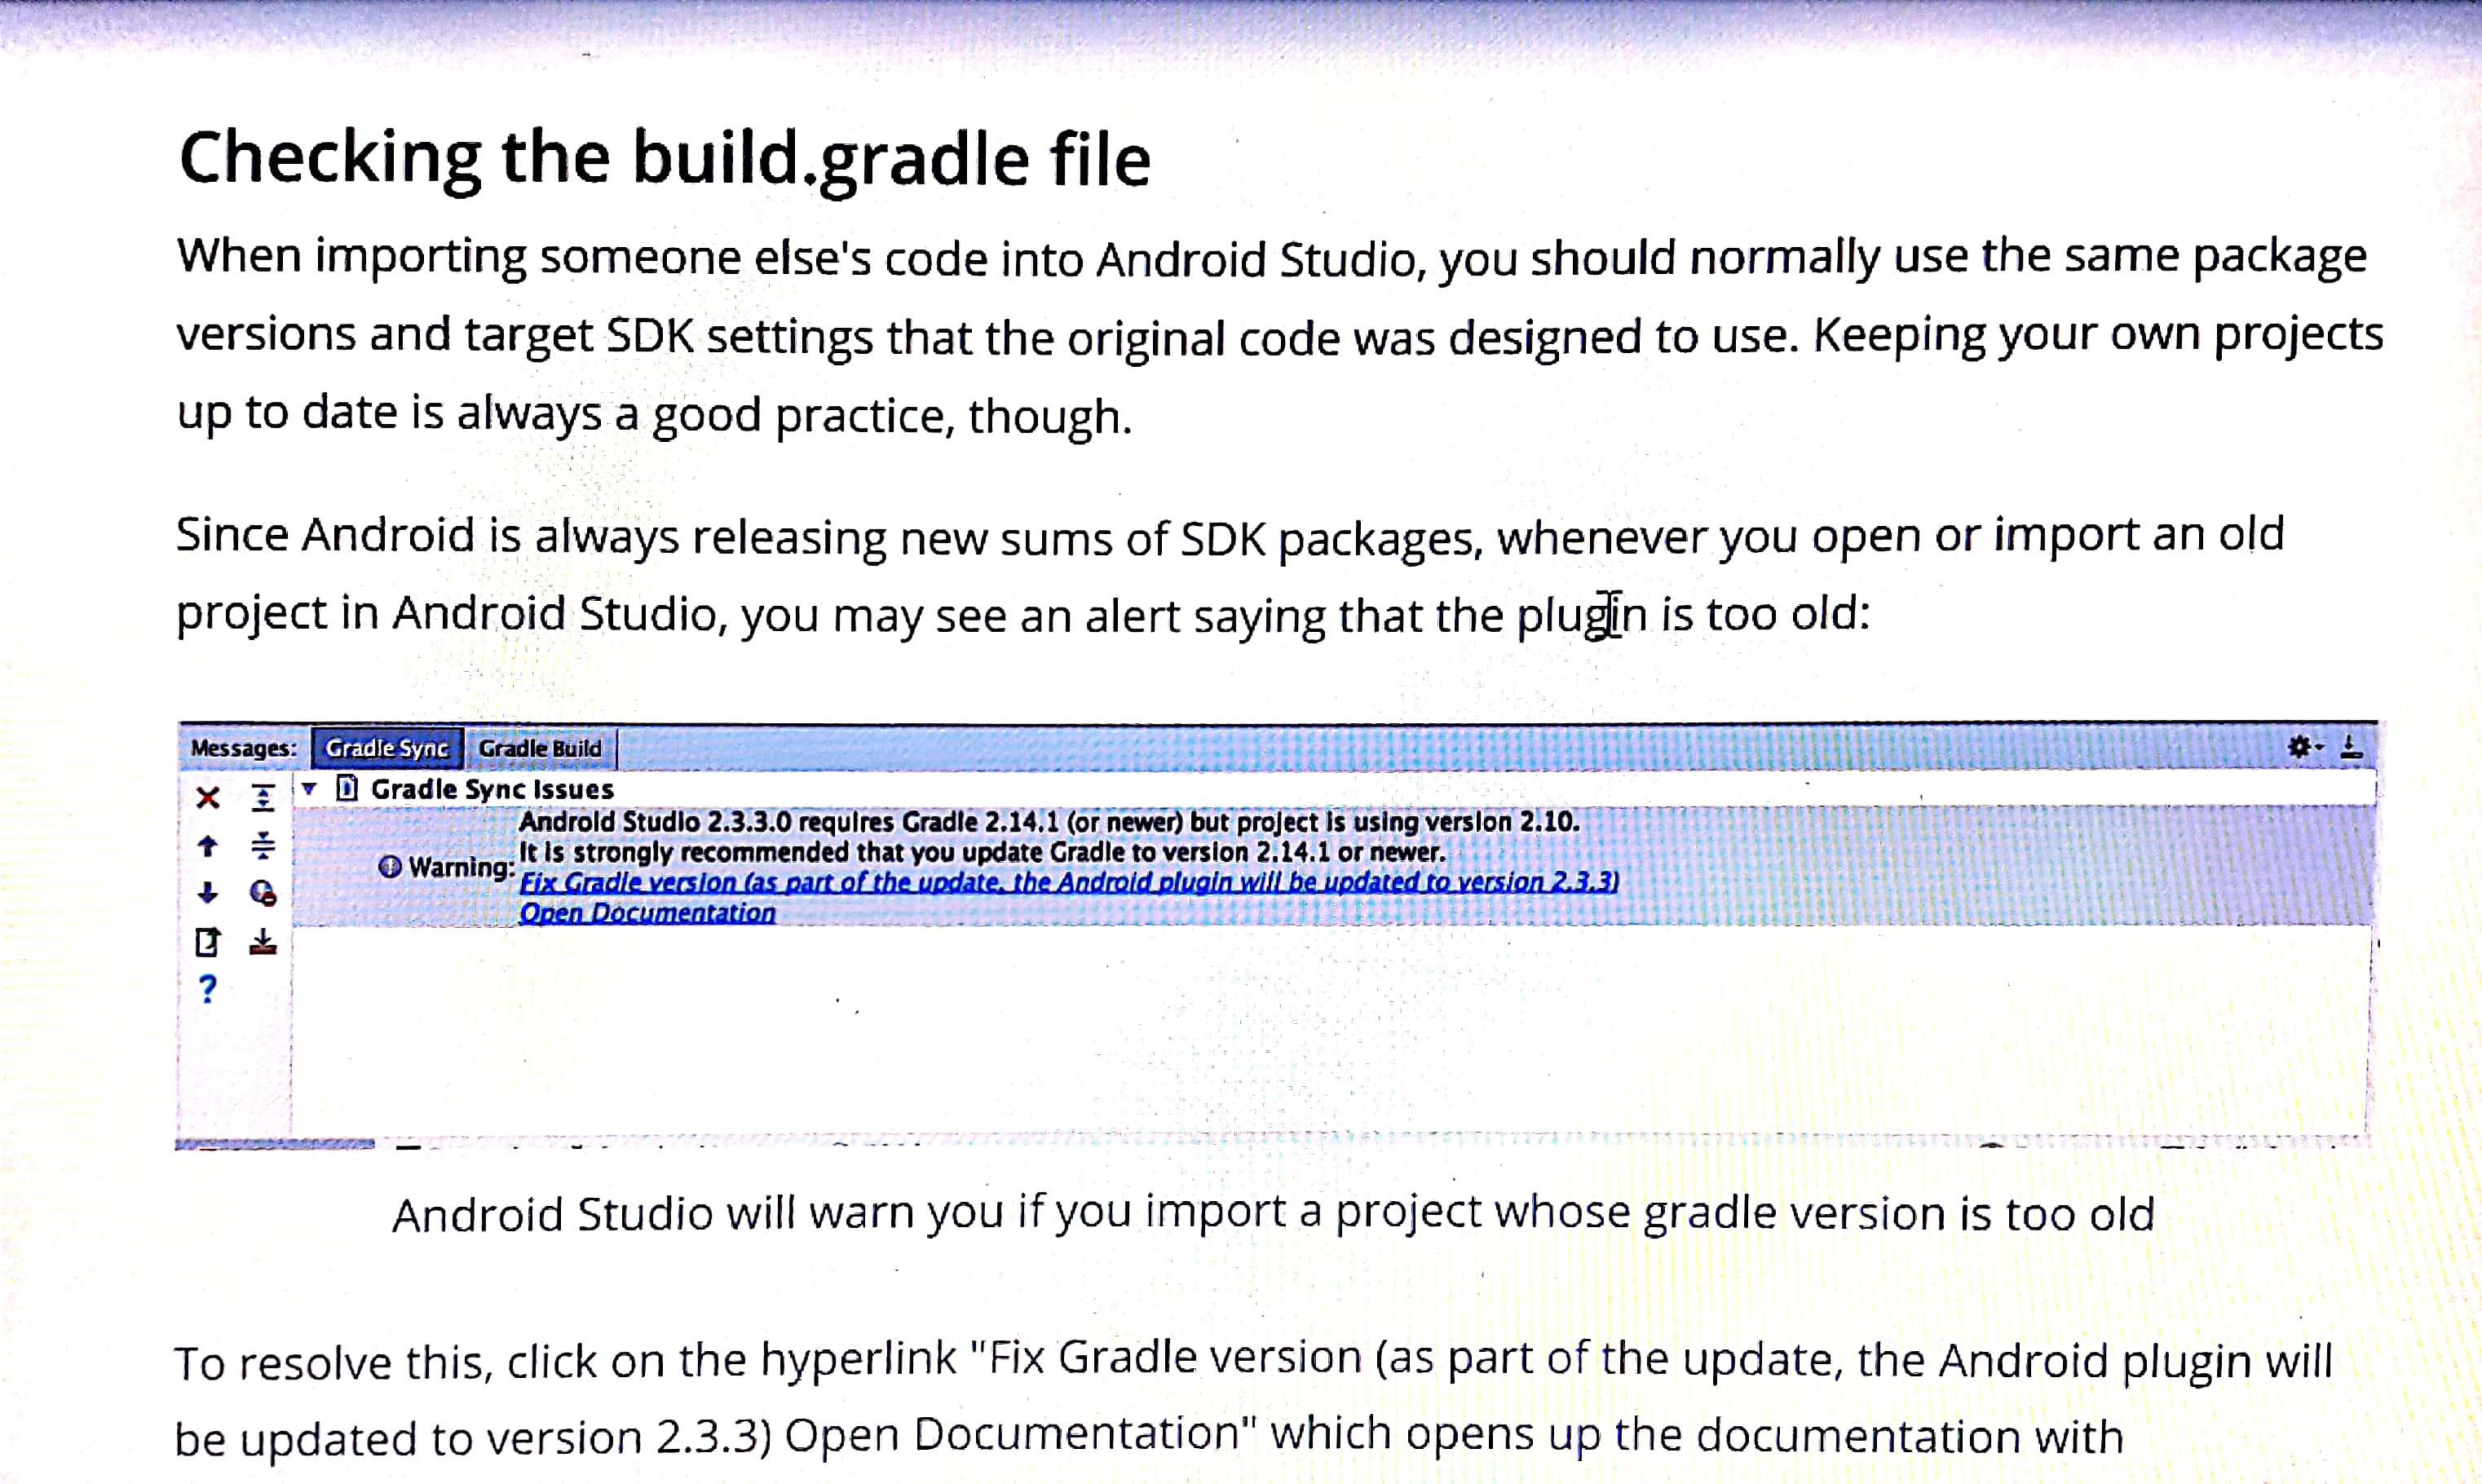 Checking the build.gradle file
When importing someone else's code into Android Studio, you should normally use the same package
versions and target SDK settings that the original code was designed to use. Keeping your own projects
up to date is always a good practice, though.
Since Android is always releasing new sums of SDK packages, whenever you open or import an old
project in Android Studio, you may see an alert saying that the plugin is too old:
Messages: Gradle Sync Gradle Build
Gradle Sync Issues
Android Studio 2.3.3.0 requires Gradle 2.14.1 (or newer) but project is using version 2.10.
It is strongly recommended that you update Gradle to version 2.14.1 or newer.
Warning:
Fix Gradle version (as part of the update, the Android plugin will be updated to version 2.3.3)
Open Documentation
Android Studio will warn you if you import a project whose gradle version is too old
To resolve this, click on the hyperlink "Fix Gradle version (as part of the update, the Android plugin will
be updated to version 2.3.3) Open Documentation" which opens up the documentation with